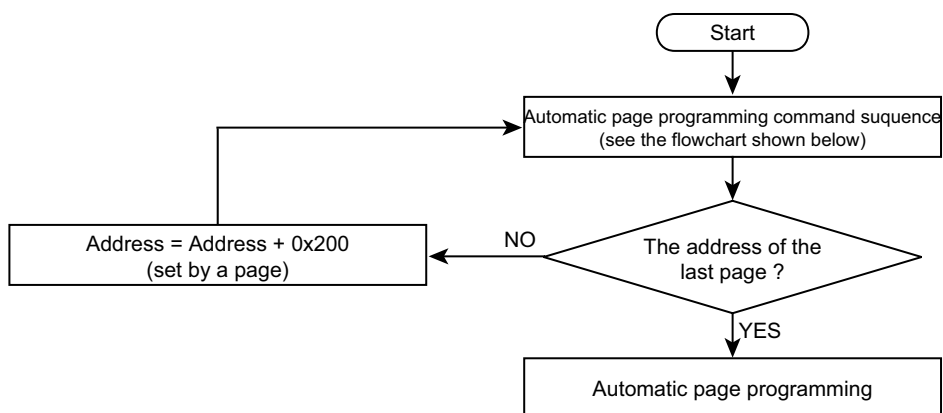 Start
Automatic page programming command suquence
(see the flowchart shown below)
Address = Address + 0x200
(set by a page)
NO
The address of the
last page ?
YES
Automatic page programming